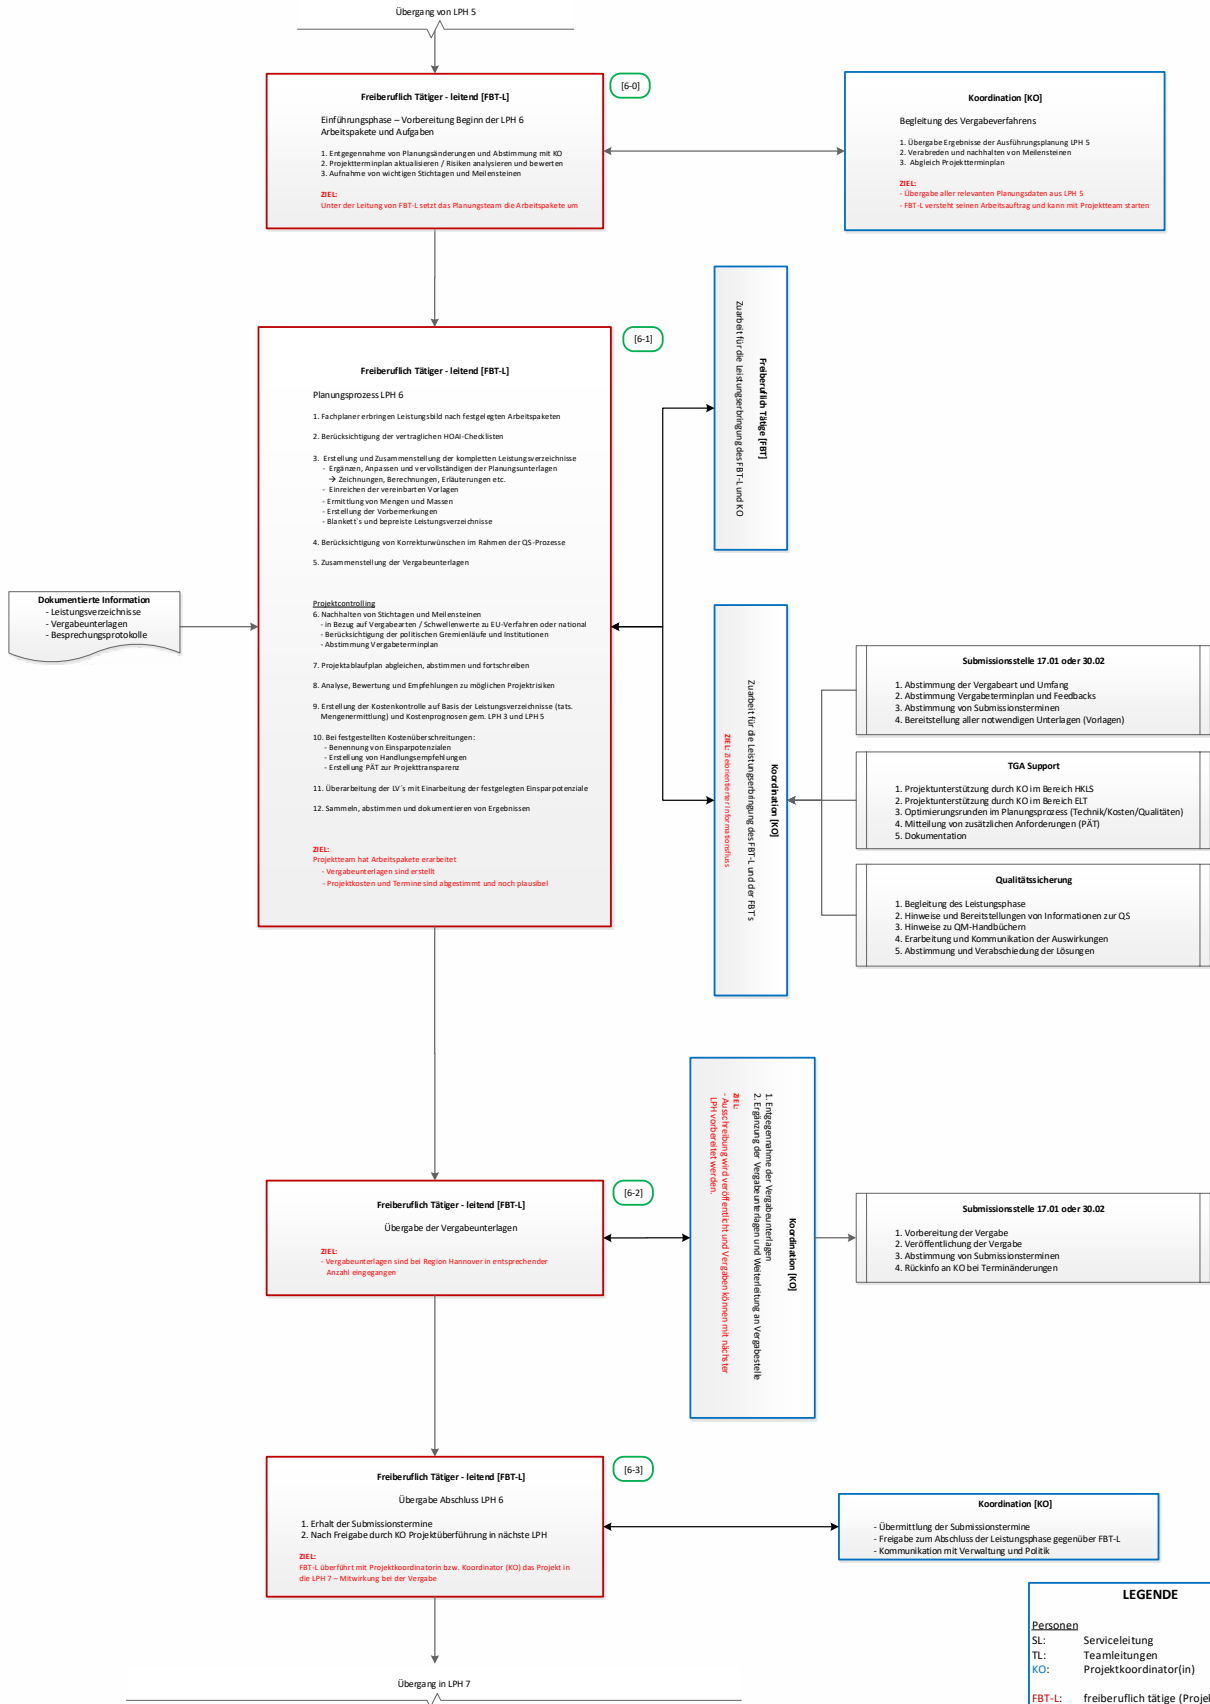 Übergang von LPH 5
[6-0]
Freiberuflich Tätiger - leitend [FBT-L]
Einführungsphase – Vorbereitung Beginn der LPH 6
Arbeitspakete und Aufgaben
1. Entgegennahme von Planungsänderungen und Abstimmung mit KO
2. Projektterminplan aktualisieren / Risiken analysieren und bewerten
3. Aufnahme von wichtigen Stichtagen und Meilensteinen
ZIEL:
Unter der Leitung von FBT-L setzt das Planungsteam die Arbeitspakete um
Koordination [KO]
Begleitung des Vergabeverfahrens
1. Übergabe Ergebnisse der Ausführungsplanung LPH 5
2. Verabreden und nachhalten von Meilensteinen
3. Abgleich Projektterminplan
ZIEL:
- Übergabe aller relevanten Planungsdaten aus LPH 5
- FBT-L versteht seinen Arbeitsauftrag und kann mit Projektteam starten
[6-1]
Freiberuflich Tätiger - leitend [FBT-L]
Planungsprozess LPH 6
1. Fachplaner erbringen Leistungsbild nach festgelegten Arbeitspaketen
2. Berücksichtigung der vertraglichen HOAI-Checklisten
3. Erstellung und Zusammenstellung der kompletten Leistungsverzeichnisse
- Ergänzen, Anpassen und vervollständigen der Planungsunterlagen
→ Zeichnungen, Berechnungen, Erläuterungen etc.
- Einreichen der vereinbarten Vorlagen
- Ermittlung von Mengen und Massen
- Erstellung der Vorbemerkungen
- Blankett´s und bepreiste Leistungsverzeichnisse
4. Berücksichtigung von Korrekturwünschen im Rahmen der QS-Prozesse
5. Zusammenstellung der Vergabeunterlagen
Projektcontrolling
6. Nachhalten von Stichtagen und Meilensteinen
- in Bezug auf Vergabearten / Schwellenwerte zu EU-Verfahren oder national
- Berücksichtigung der politischen Gremienläufe und Institutionen
- Abstimmung Vergabeterminplan
7. Projektablaufplan abgleichen, abstimmen und fortschreiben
8. Analyse, Bewertung und Empfehlungen zu möglichen Projektrisiken
9. Erstellung der Kostenkontrolle auf Basis der Leistungsverzeichnisse (tats.
Mengenermittlung) und Kostenprognosen gem. LPH 3 und LPH 5
10. Bei festgestellten Kostenüberschreitungen:
- Benennung von Einsparpotenzialen
- Erstellung von Handlungsempfehlungen
- Erstellung PÄT zur Projekttransparenz
11. Überarbeitung der LV´s mit Einarbeitung der festgelegten Einsparpotenziale
12. Sammeln, abstimmen und dokumentieren von Ergebnissen
ZIEL:
Projektteam hat Arbeitspakete erarbeitet
- Vergabeunterlagen sind erstellt
- Projektkosten und Termine sind abgestimmt und noch plausibel
Dokumentierte Information
- Leistungsverzeichnisse
- Vergabeunterlagen
- Besprechungsprotokolle
Freiberuflich Tätige [FBT]
Zuarbeit für die Leistungserbringung des FBT-L und KO
Koordination [KO]
Zuarbeit für die Leistungserbringung des FBT-L und der FBT´s
ZIEL: Zielorientierter Informationsfluss
Submissionsstelle 17.01 oder 30.02
1. Abstimmung der Vergabeart und Umfang
2. Abstimmung Vergabeterminplan und Feedbacks
3. Abstimmung von Submissionsterminen
4. Bereitstellung aller notwendigen Unterlagen (Vorlagen)
TGA Support
1. Projektunterstützung durch KO im Bereich HKLS
2. Projektunterstützung durch KO im Bereich ELT
3. Optimierungsrunden im Planungsprozess (Technik/Kosten/Qualitäten)
4. Mitteilung von zusätzlichen Anforderungen (PÄT)
5. Dokumentation
Qualitätssicherung
1. Begleitung des Leistungsphase
2. Hinweise und Bereitstellungen von Informationen zur QS
3. Hinweise zu QM-Handbüchern
4. Erarbeitung und Kommunikation der Auswirkungen
5. Abstimmung und Verabschiedung der Lösungen
[6-2]
Freiberuflich Tätiger - leitend [FBT-L]
Übergabe der Vergabeunterlagen
ZIEL:
- Vergabeunterlagen sind bei Region Hannover in entsprechender
Anzahl eingegangen
Koordination [KO]
1. Entgegennahme der Vergabeunterlagen
2. Ergänzung der Vergabeunterlagen und Weiterleitung an Vergabestelle
ZIEL:
- Ausschreibung wird veröffentlicht und Vergaben können mit nächster
LPH vorbereitet werden.
Submissionsstelle 17.01 oder 30.02
1. Vorbereitung der Vergabe
2. Veröffentlichung der Vergabe
3. Abstimmung von Submissionsterminen
4. Rückinfo an KO bei Terminänderungen
[6-3]
Freiberuflich Tätiger - leitend [FBT-L]
Übergabe Abschluss LPH 6
1. Erhalt der Submissionstermine
2. Nach Freigabe durch KO Projektüberführung in nächste LPH
ZIEL:
FBT-L überführt mit Projektkoordinatorin bzw. Koordinator (KO) das Projekt in
die LPH 7 – Mitwirkung bei der Vergabe
Koordination [KO]
- Übermittlung der Submissionstermine
- Freigabe zum Abschluss der Leistungsphase gegenüber FBT-L
- Kommunikation mit Verwaltung und Politik
Übergang in LPH 7
LEGENDE
Personen
SL: Serviceleitung
TL: Teamleitungen
KO: Projektkoordinator(in)
FBT-L: freiberuflich tätige (Projek